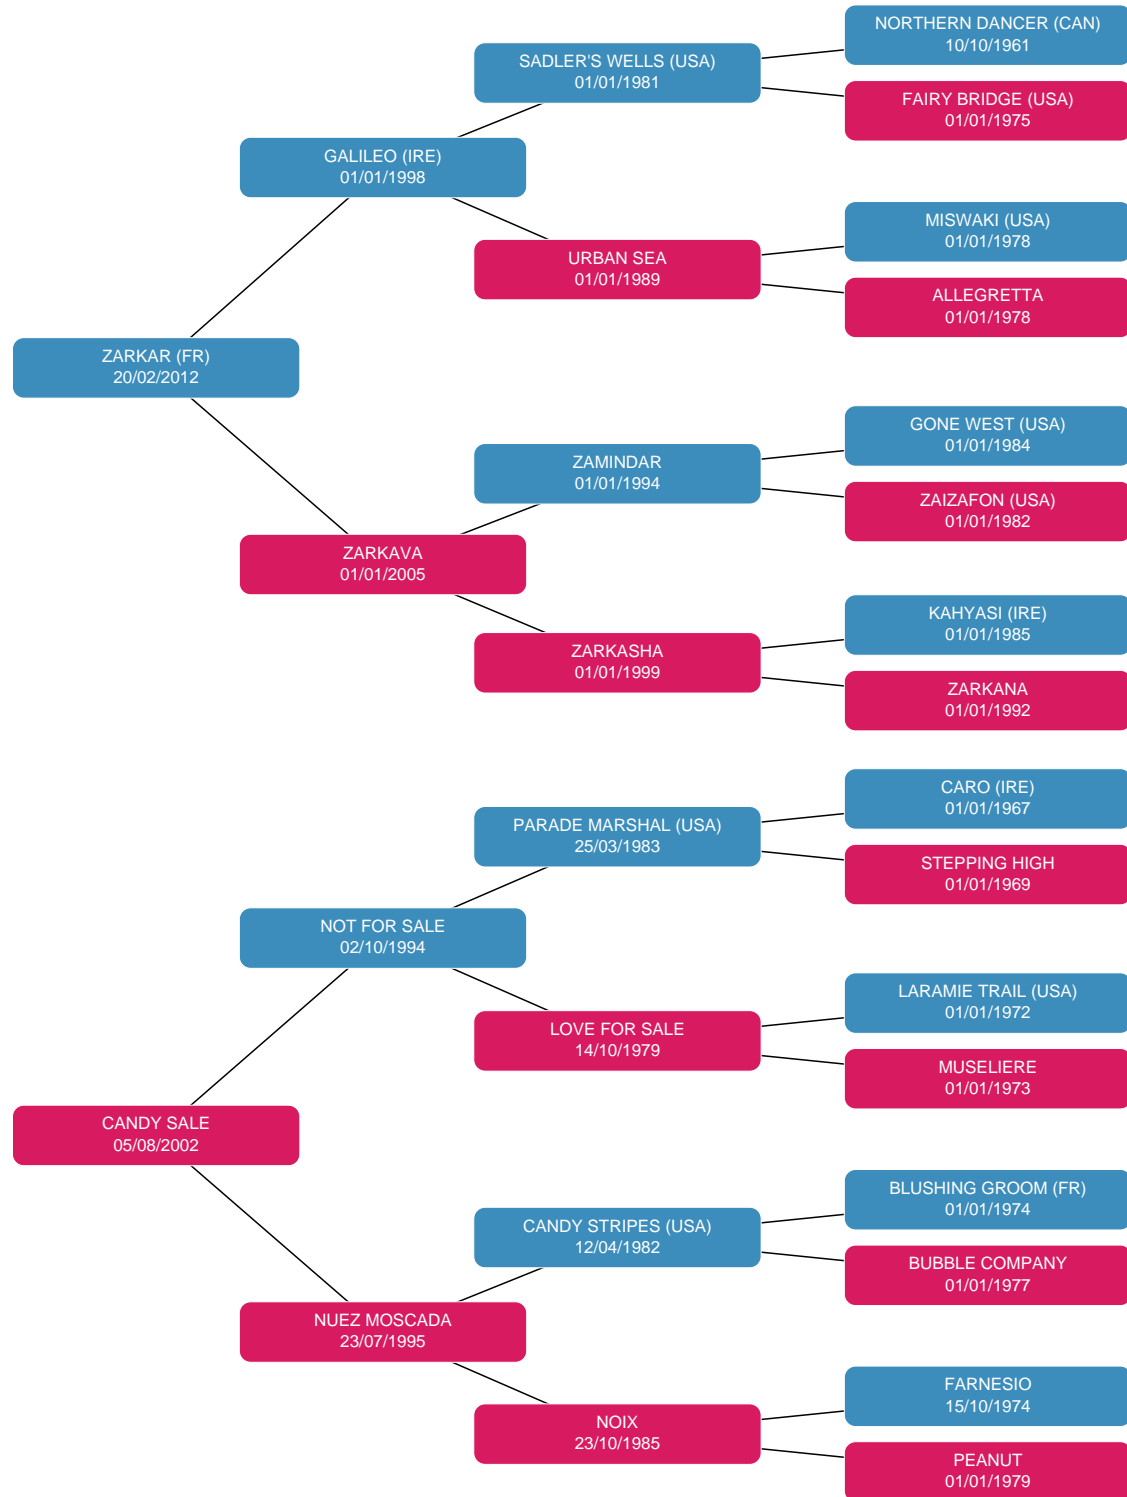 NORTHERN DANCER (CAN)
10/10/1961
SADLER'S WELLS (USA)
01/01/1981
FAIRY BRIDGE (USA)
01/01/1975
GALILEO (IRE)
01/01/1998
MISWAKI (USA)
01/01/1978
URBAN SEA
01/01/1989
ALLEGRETTA
01/01/1978
ZARKAR (FR)
20/02/2012
GONE WEST (USA)
01/01/1984
ZAMINDAR
01/01/1994
ZAIZAFON (USA)
01/01/1982
ZARKAVA
01/01/2005
KAHYASI (IRE)
01/01/1985
ZARKASHA
01/01/1999
ZARKANA
01/01/1992
CARO (IRE)
01/01/1967
PARADE MARSHAL (USA)
25/03/1983
STEPPING HIGH
01/01/1969
NOT FOR SALE
02/10/1994
LARAMIE TRAIL (USA)
01/01/1972
LOVE FOR SALE
14/10/1979
MUSELIERE
01/01/1973
CANDY SALE
05/08/2002
BLUSHING GROOM (FR)
01/01/1974
CANDY STRIPES (USA)
12/04/1982
BUBBLE COMPANY
01/01/1977
NUEZ MOSCADA
23/07/1995
FARNESIO
15/10/1974
NOIX
23/10/1985
PEANUT
01/01/1979